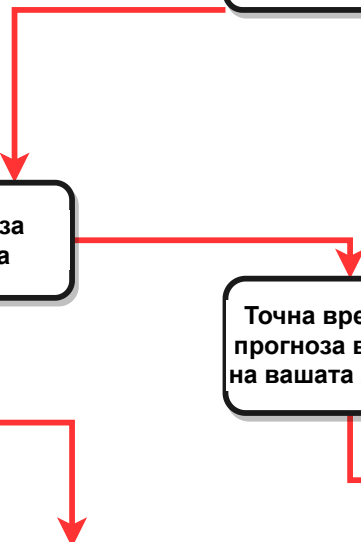 за
а
Точна вре
прогноза в
на вашата